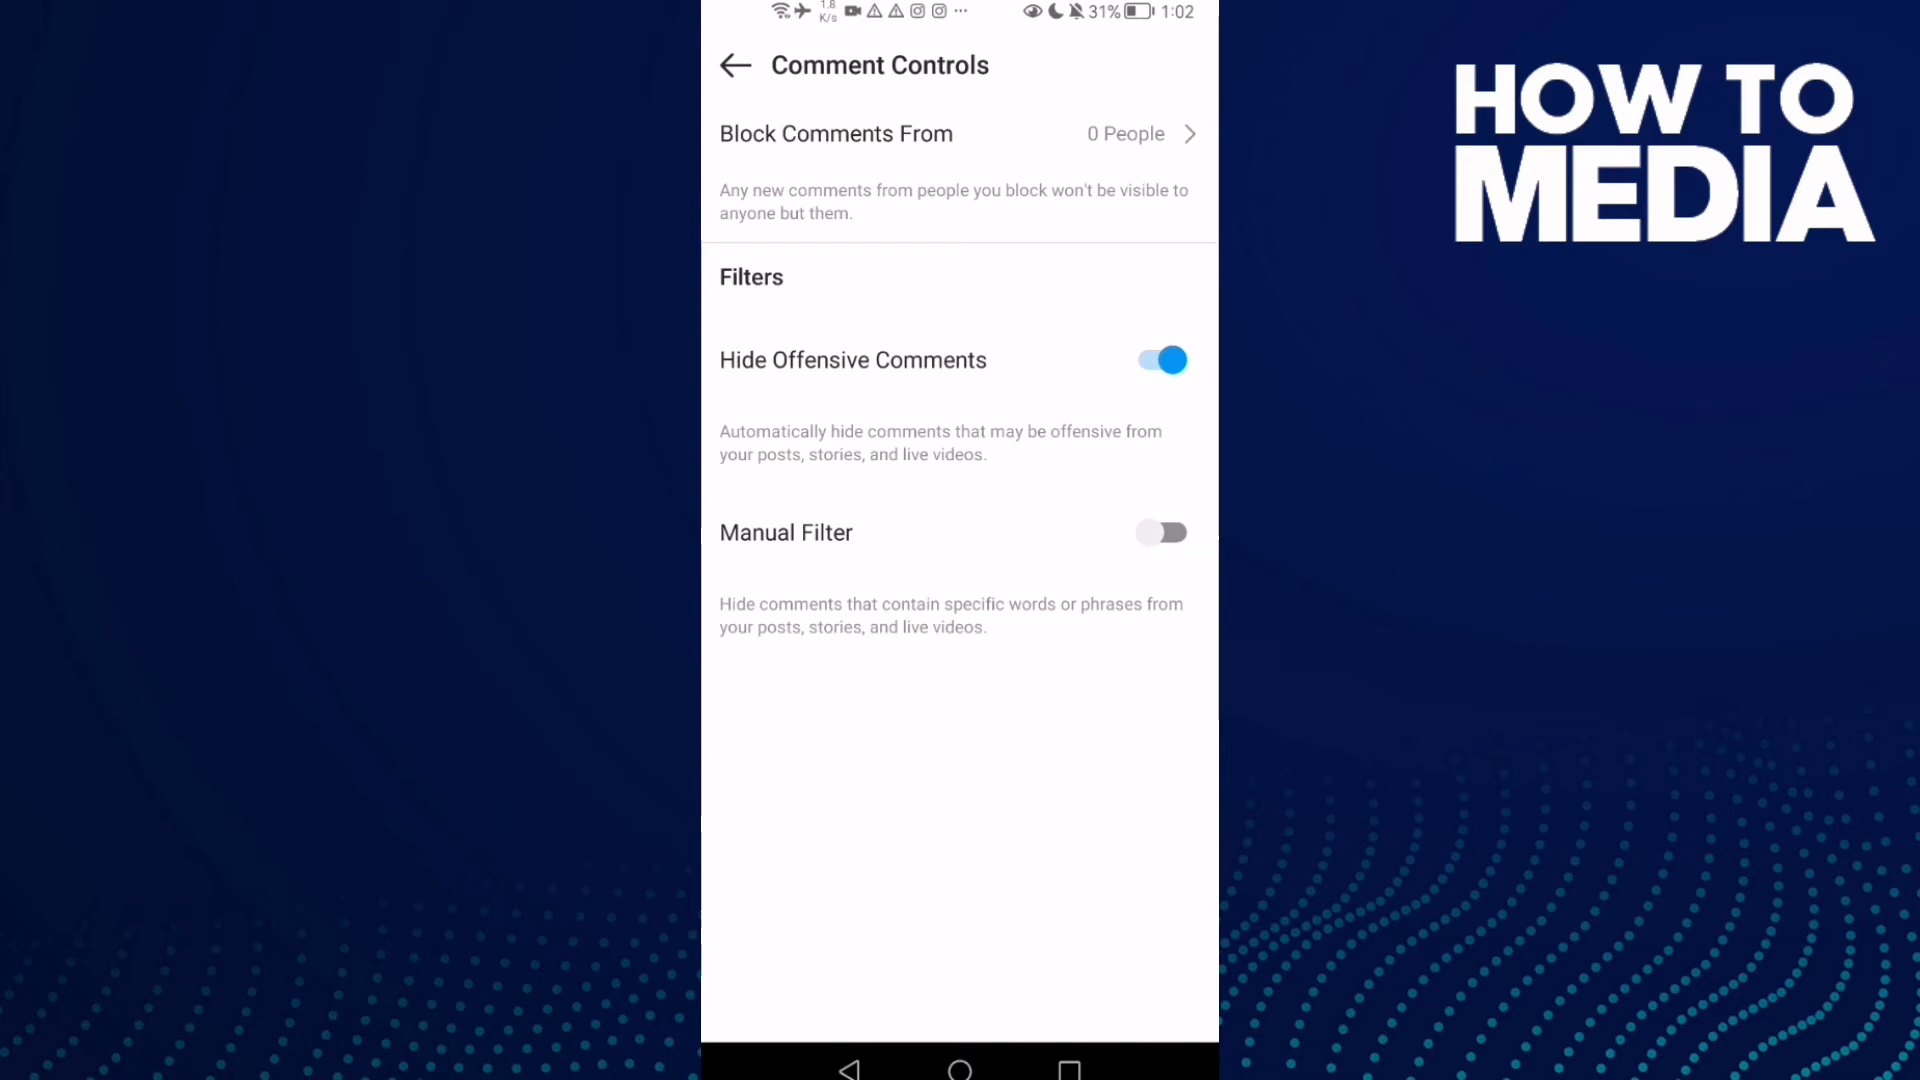 1.8
K/s
31%
1:02
Comment Controls
Block Comments From
0 People
Any new comments from people you block won't be visible to
anyone but them.
Filters
Hide Offensive Comments
Automatically hide comments that may be offensive from
your posts, stories, and live videos.
Manual Filter
Hide comments that contain specific words or phrases from
your posts, stories, and live videos.
HOW TO
MEDIA